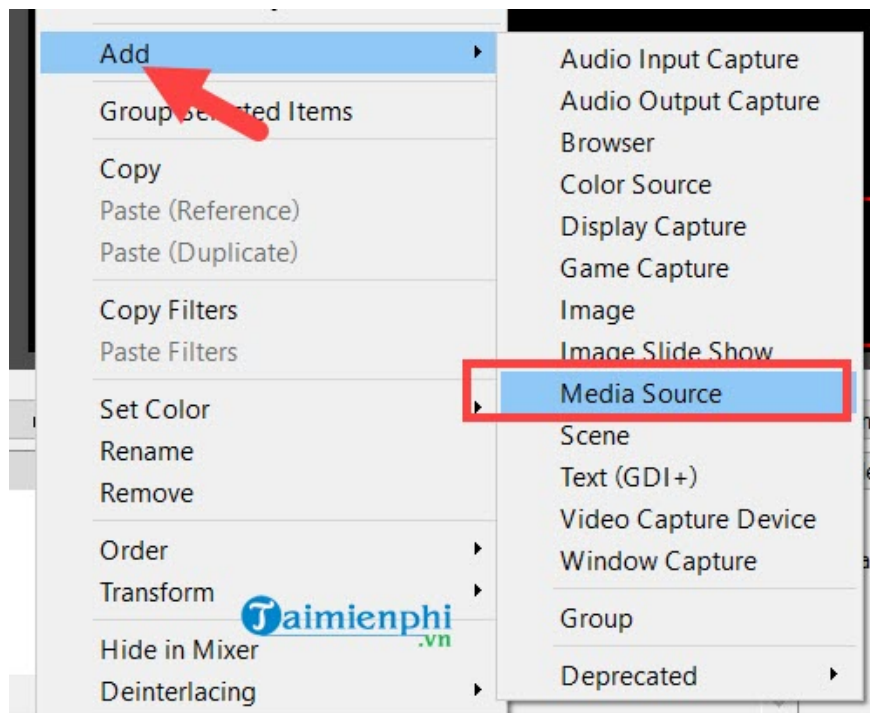 Add
Group Selected Items
Copy
Paste (Reference)
Paste (Duplicate)
Copy Filters
Paste Filters
Set Color
Rename
Remove
Order
Transform
Hide in Mixer
Deinterlacing
Audio Input Capture
Audio Output Capture
Browser
Color Source
Display Capture
Game Capture
Image
Image Slide Show
Media Source
Scene
Text (GDI+)
Video Capture Device
Window Capture
Group
Deprecated
Taimienphi
.vn